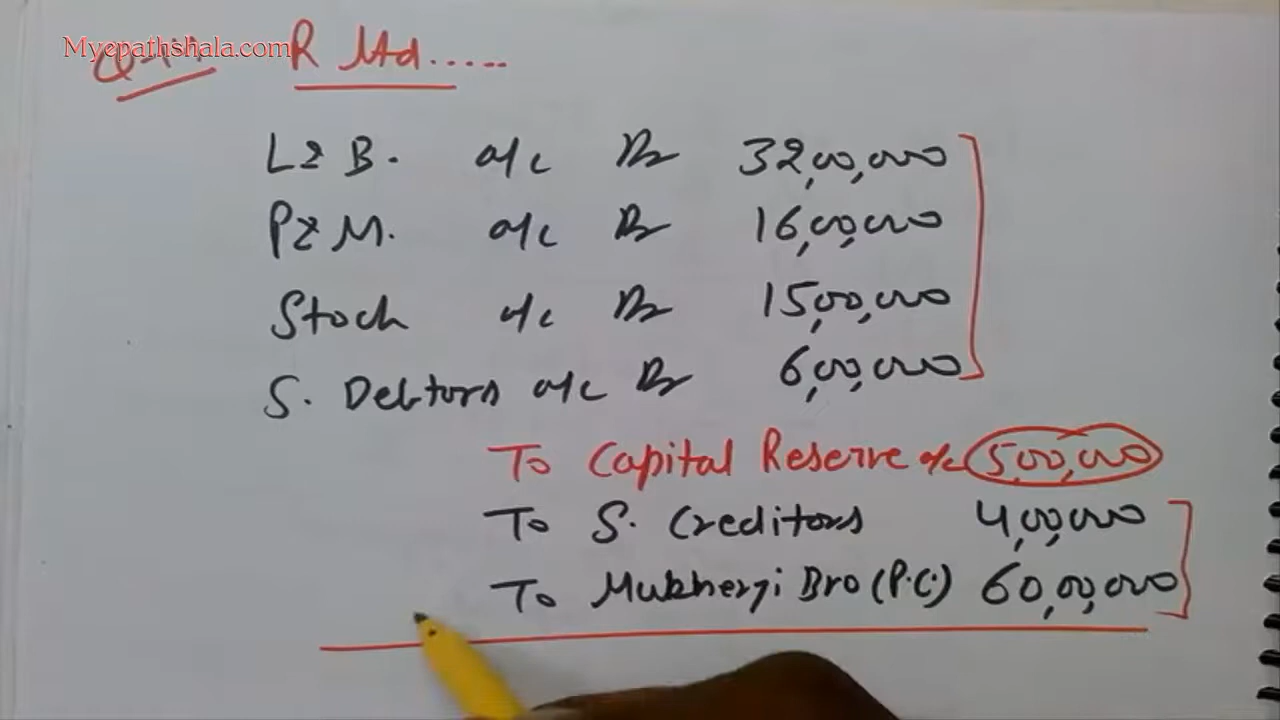 Myepathshala.com
R Ltd.....
L & B. a/c Dr 32,00,000
P & M. a/c Dr 16,00,000
Stock a/c Dr 15,00,000
S. Debtors a/c Dr 6,00,000
To Capital Reserve a/c 5,00,000
To S. Creditors 4,00,000
To Mukherji Bro (P.C) 60,00,000